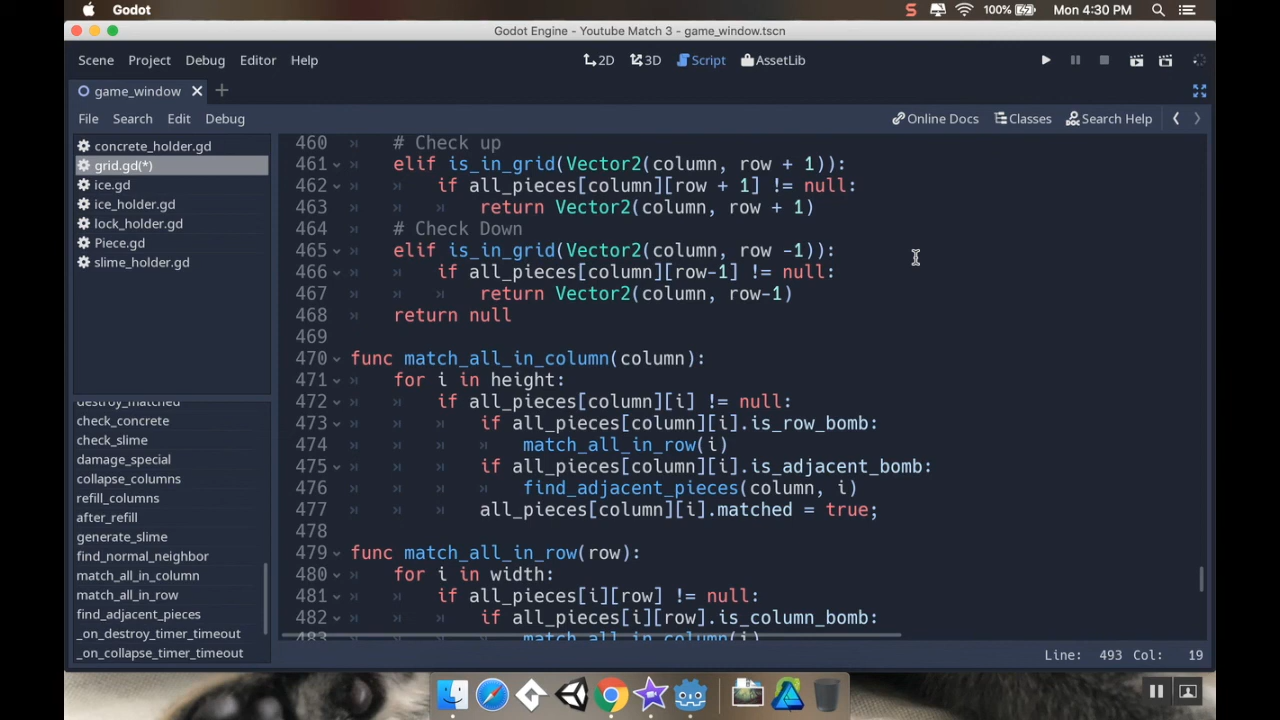 Godot
100%
Mon 4:30 PM
Godot Engine - Youtube Match 3 - game_window.tscn
Scene Project Debug Editor Help
2D 3D Script AssetLib
game_window
File Search Edit Debug
Online Docs Classes Search Help
concrete_holder.gd
grid.gd(*)
ice.gd
ice_holder.gd
lock_holder.gd
Piece.gd
slime_holder.gd
destroy_matched
check_concrete
check_slime
damage_special
collapse_columns
refill_columns
after_refill
generate_slime
find_normal_neighbor
match_all_in_column
match_all_in_row
find_adjacent_pieces
_on_destroy_timer_timeout
_on_collapse_timer_timeout
460 # Check up
461 elif is_in_grid(Vector2(column, row + 1)):
462 if all_pieces[column][row + 1] != null:
463 return Vector2(column, row + 1)
464 # Check Down
465 elif is_in_grid(Vector2(column, row -1)):
466 if all_pieces[column][row-1] != null:
467 return Vector2(column, row-1)
468 return null
469
470 func match_all_in_column(column):
471 for i in height:
472 if all_pieces[column][i] != null:
473 if all_pieces[column][i].is_row_bomb:
474 match_all_in_row(i)
475 if all_pieces[column][i].is_adjacent_bomb:
476 find_adjacent_pieces(column, i)
477 all_pieces[column][i].matched = true;
478
479 func match_all_in_row(row):
480 for i in width:
481 if all_pieces[i][row] != null:
482 if all_pieces[i][row].is_column_bomb:
483 match_all_in_column(i)
Line: 493 Col: 19